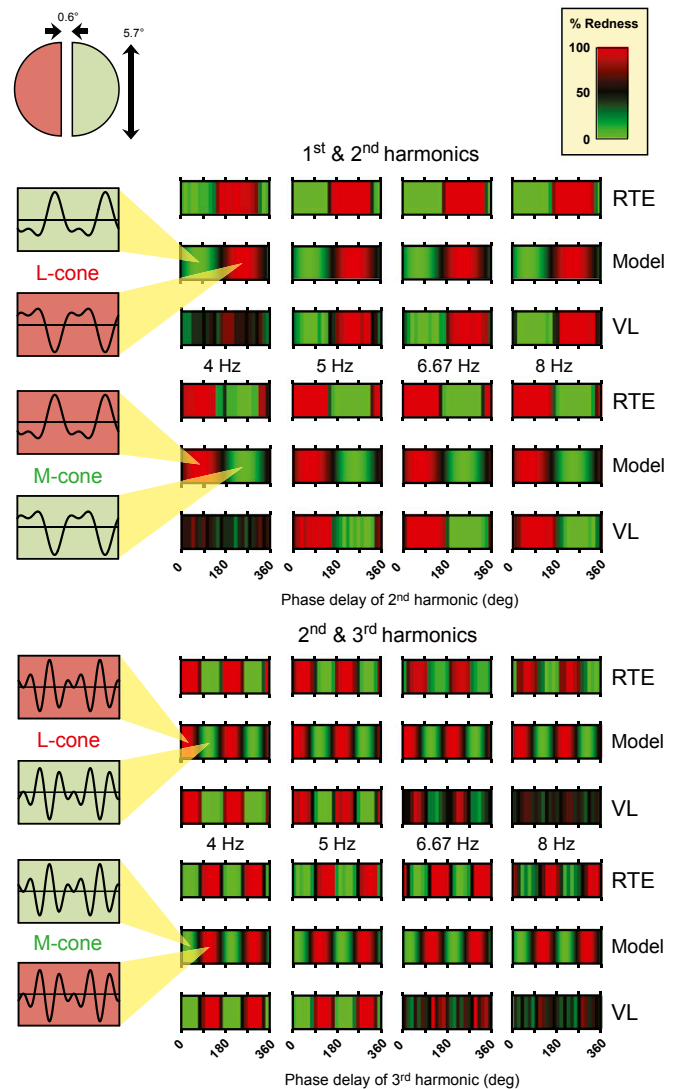 0.6°
5.7°
% Redness
100
50
0
1st & 2nd harmonics
RTE
L-cone
Model
VL
4 Hz 5 Hz 6.67 Hz 8 Hz
RTE
M-cone
Model
VL
0 180 360 0 180 360 0 180 360 0 180 360
Phase delay of 2nd harmonic (deg)
2nd & 3rd harmonics
RTE
L-cone
Model
VL
4 Hz 5 Hz 6.67 Hz 8 Hz
RTE
M-cone
Model
VL
0 180 360 0 180 360 0 180 360 0 180 360
Phase delay of 3rd harmonic (deg)